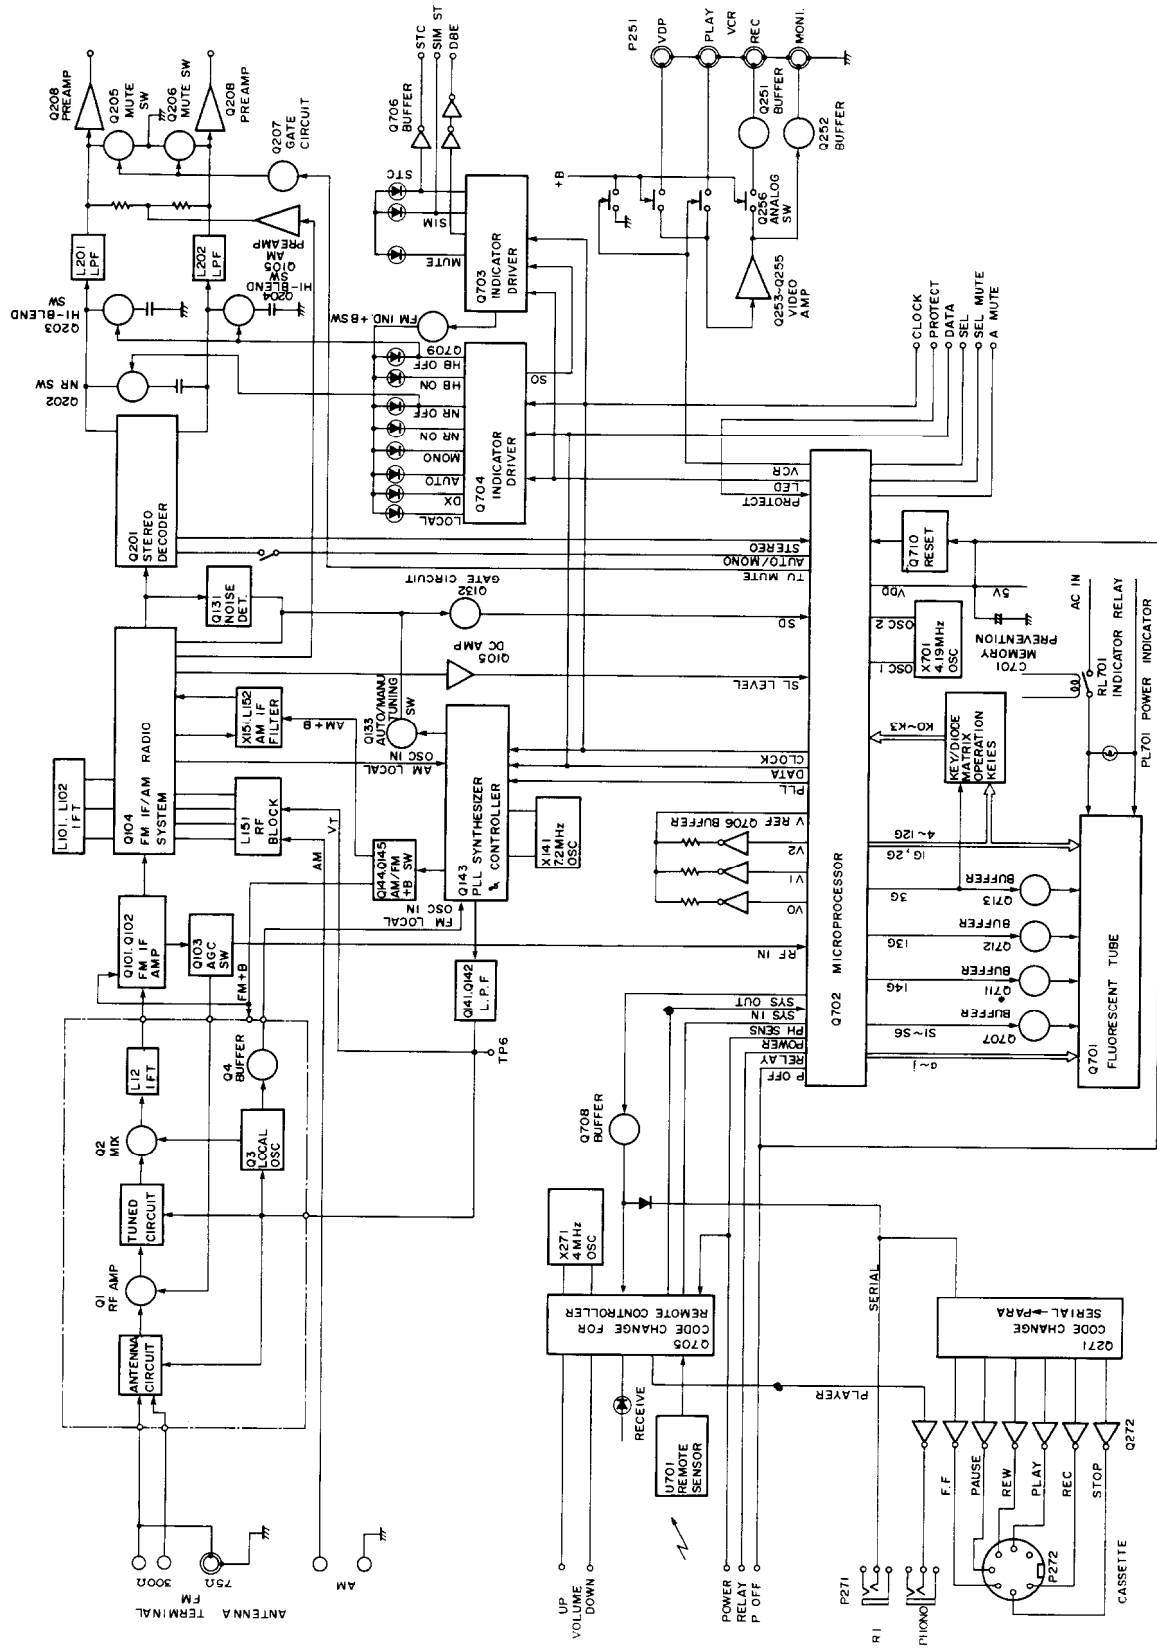 Q208
PREAMP
Q205
MUTE
SW
Q206
MUTE SW
Q208
PREAMP
Q207
GATE
CIRCUIT
L201
LPF
L202
LPF
Q105
AM
PREAMP
Q203
HI-BLEND
SW
Q204
HI-BLEND
SW
Q202
NR SW
Q201
STEREO
DECODER
Q131
NOISE
DET.
Q132
GATE CIRCUIT
Q105
DC AMP
L101, L102
IFT
Q104
FM IF/AM RADIO
SYSTEM
X151, L152
AM IF
FILTER
L151
RF
BLOCK
AM+B
AM
VT
Q133
AUTO/MANU
TUNING
SW
AM LOCAL
OSC IN
Q144, Q145
AM/FM
+B SW
FM LOCAL
OSC IN
Q143
PLL SYNTHESIZER
& CONTROLLER
X141
7.2MHz
OSC
Q141, Q142
L.P.F
TP6
Q101, Q102
FM IF
AMP
Q103
AGC
SW
FM+B
L12
IFT
Q4
BUFFER
Q2
MIX
Q3
LOCAL
OSC
TUNED
CIRCUIT
Q1
RF AMP
ANTENNA
CIRCUIT
300Ω
75Ω
FM
ANTENNA TERMINAL
AM
STC
SIM ST
DBE
Q706
BUFFER
STC
SIM
MUTE
Q703
INDICATOR
DRIVER
FM IND.+BSW
Q709
HB OFF
HB ON
NR OFF
NR ON
MONO
AUTO
DX
LOCAL
SO
Q704
INDICATOR
DRIVER
P251
VDP
PLAY
VCR
REC
MONI.
Q251
BUFFER
Q252
BUFFER
+B
Q256
ANALOG
SW
Q253~Q255
VIDEO
AMP
CLOCK
PROTECT
DATA
SEL
SEL MUTE
A MUTE
VCR
LED
PROTECT
STEREO
AUTO/MONO
TU MUTE
SD
SL LEVEL
CLOCK
DATA
PLL
V REF Q706 BUFFER
V2
V1
V0
RF IN
SYS OUT
SYS IN
PH SENS
POWER
RELAY
P OFF
Q702 MICROPROCESSOR
Q710
RESET
VDD
5V
OSC 2
OSC 1
X701
4.19MHz
OSC
C701
MEMORY
PREVENTION
AC IN
RL701
INDICATOR RELAY
PL701 POWER INDICATOR
K0~K3
KEY/DIODE
MATRIX
OPERATION
KEIES
4~12G
1G, 2G
3G
13G
14G
S1~S6
a~j
BUFFER
Q713
BUFFER
Q712
BUFFER
Q711
BUFFER
Q707
Q701
FLUORESCENT TUBE
Q708
BUFFER
X271
4MHz
OSC
Q705
CODE CHANGE FOR
REMOTE CONTROLLER
RECEIVE
U701
REMOTE
SENSOR
UP
VOLUME
DOWN
POWER
RELAY
P OFF
SERIAL
PLAYER
Q271
CODE CHANGE
SERIAL→PARA
P271
RI
PHONO
F.F
PAUSE
REW
PLAY
REC
STOP
Q272
P272
CASSETTE